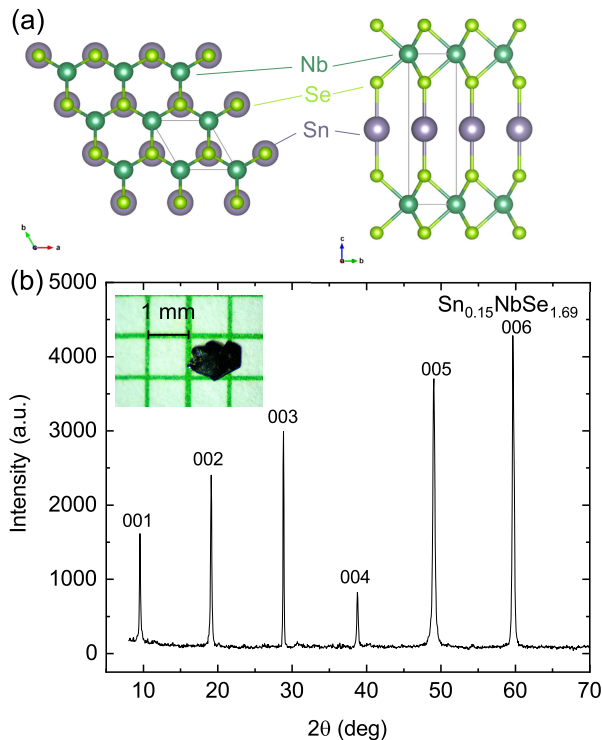 (a)
Nb
Se
Sn
b
a
c
b
(b)
5000
4000
3000
2000
1000
0
Intensity (a.u.)
1 mm
Sn0.15NbSe1.69
001
002
003
004
005
006
10 20 30 40 50 60 70
2θ (deg)